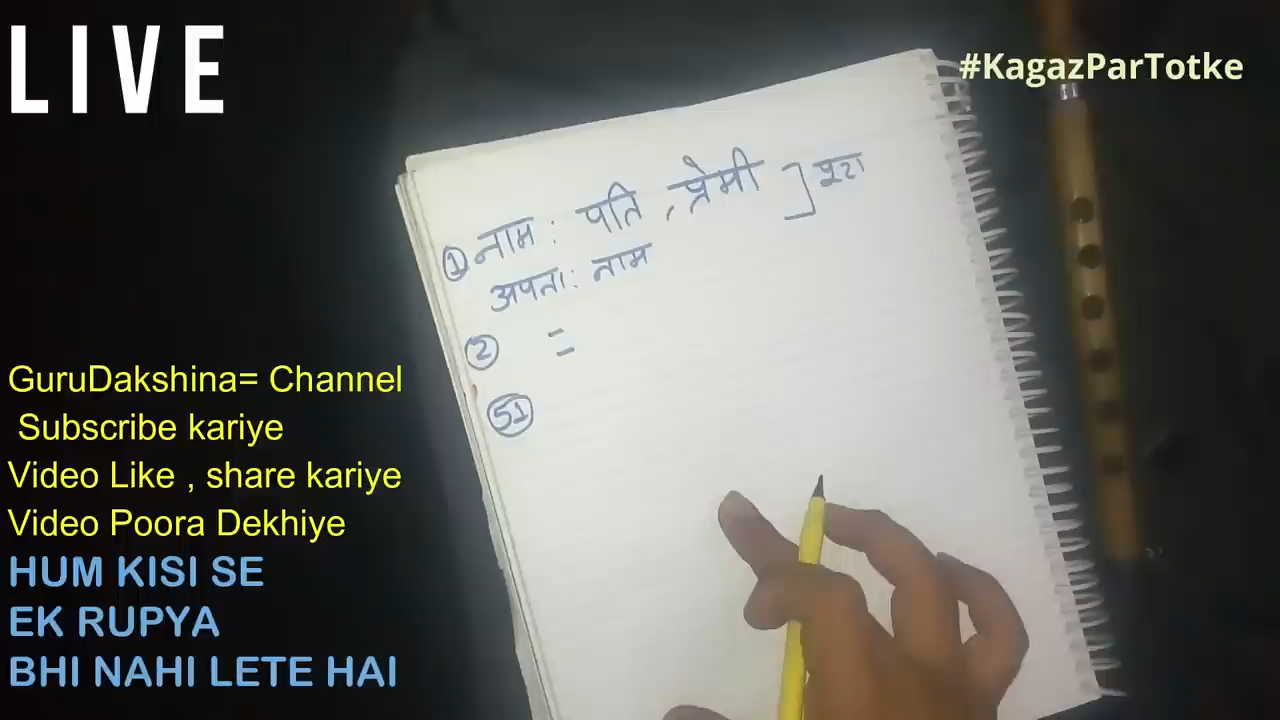 LIVE
#KagazParTotke
① नाम : पति , प्रेमी ] पूरा
अपना : नाम
② =
51
GuruDakshina= Channel
Subscribe kariye
Video Like , share kariye
Video Poora Dekhiye
HUM KISI SE
EK RUPYA
BHI NAHI LETE HAI